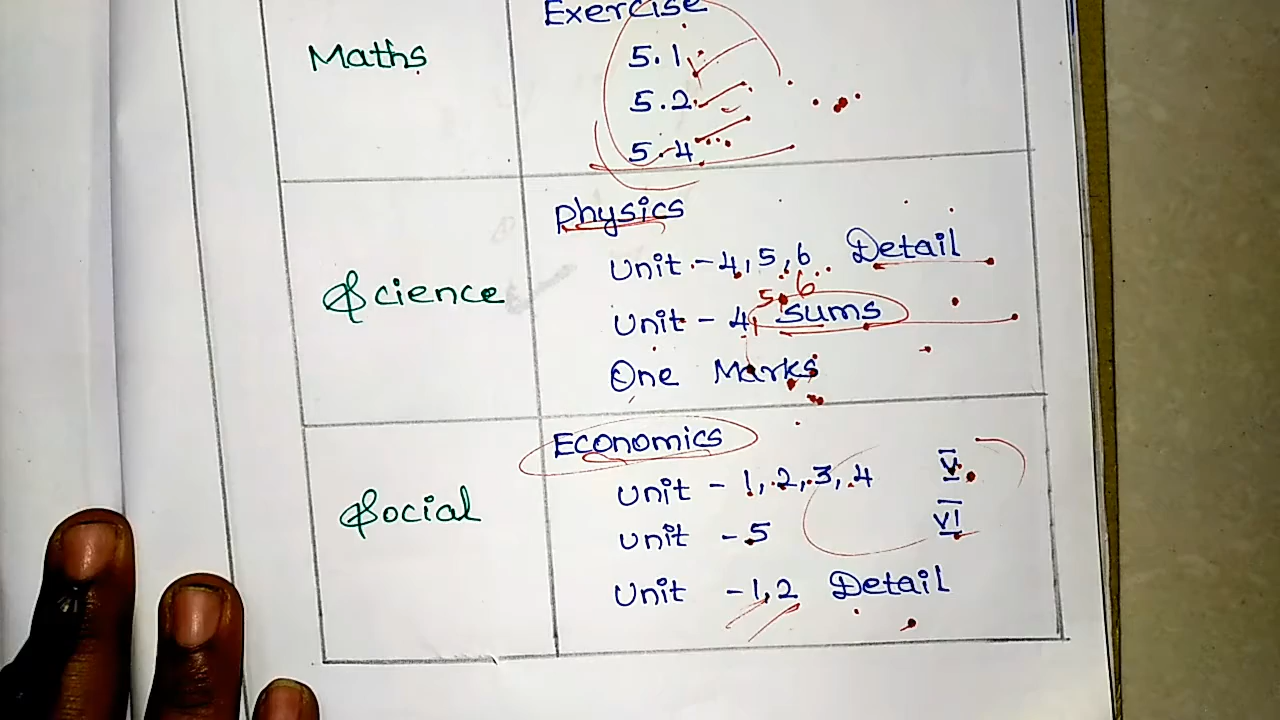 Exercise
Maths
5.1
5.2
5.4
Physics
Unit - 4, 5, 6 Detail
Science
5, 6
Unit - 4, sums
One Marks
Economics
Unit - 1, 2, 3, 4 V
Social
Unit - 5 VI
Unit - 1, 2 Detail